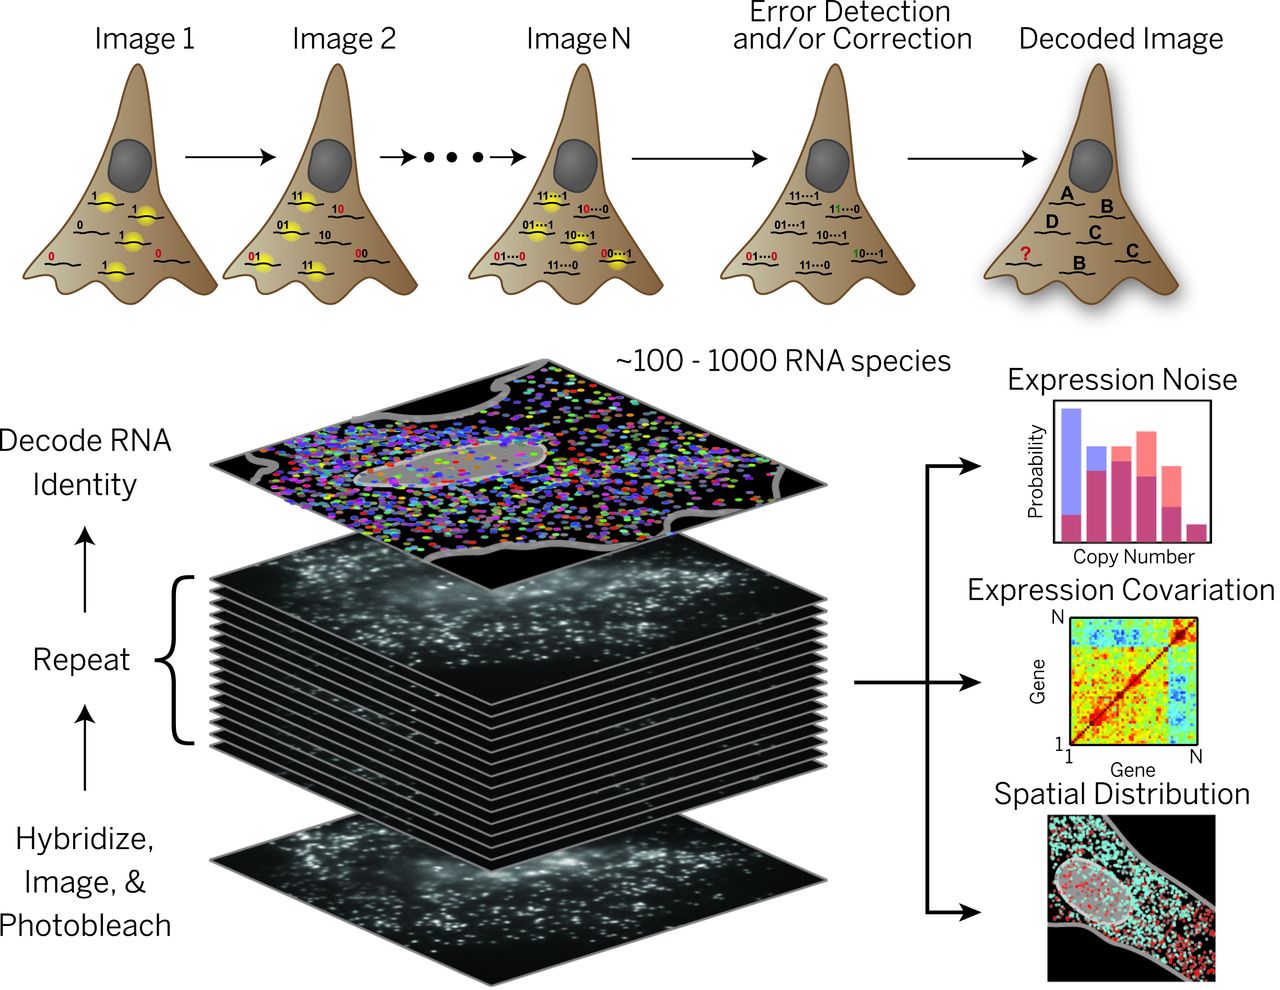 Image 1
Image 2
Image N
Error Detection
and/or Correction
Decoded Image
1
1
0
1
0
0
1
11
10
01
10
01
00
11
11···1
10···0
01···1
10···1
01···0
00···1
11···0
11···1
11···0
01···1
10···1
01···0
10···1
11···0
A
B
D
C
?
C
B
~100 - 1000 RNA species
Decode RNA
Identity
Repeat
Hybridize,
Image, &
Photobleach
Expression Noise
Probability
Copy Number
Expression Covariation
N
Gene
1
1
N
Gene
Spatial Distribution